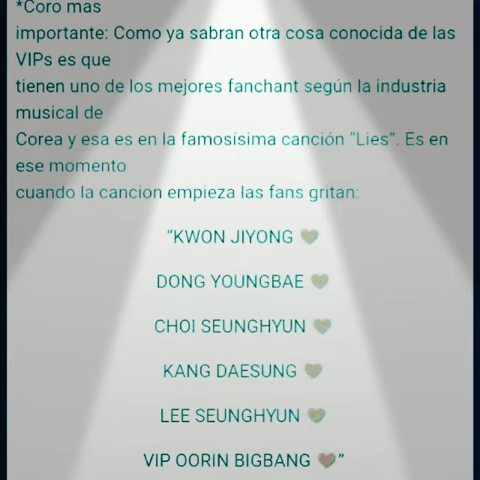 *Coro mas
importante: Como ya sabran otra cosa conocida de las
VIPs es que
tienen uno de los mejores fanchant según la industria
musical de
Corea y esa es en la famosísima canción "Lies". Es en
ese momento
cuando la cancion empieza las fans gritan:
"KWON JIYONG 💛
DONG YOUNGBAE 💛
CHOI SEUNGHYUN 💛
KANG DAESUNG 💛
LEE SEUNGHYUN 💛
VIP OORIN BIGBANG 💛"